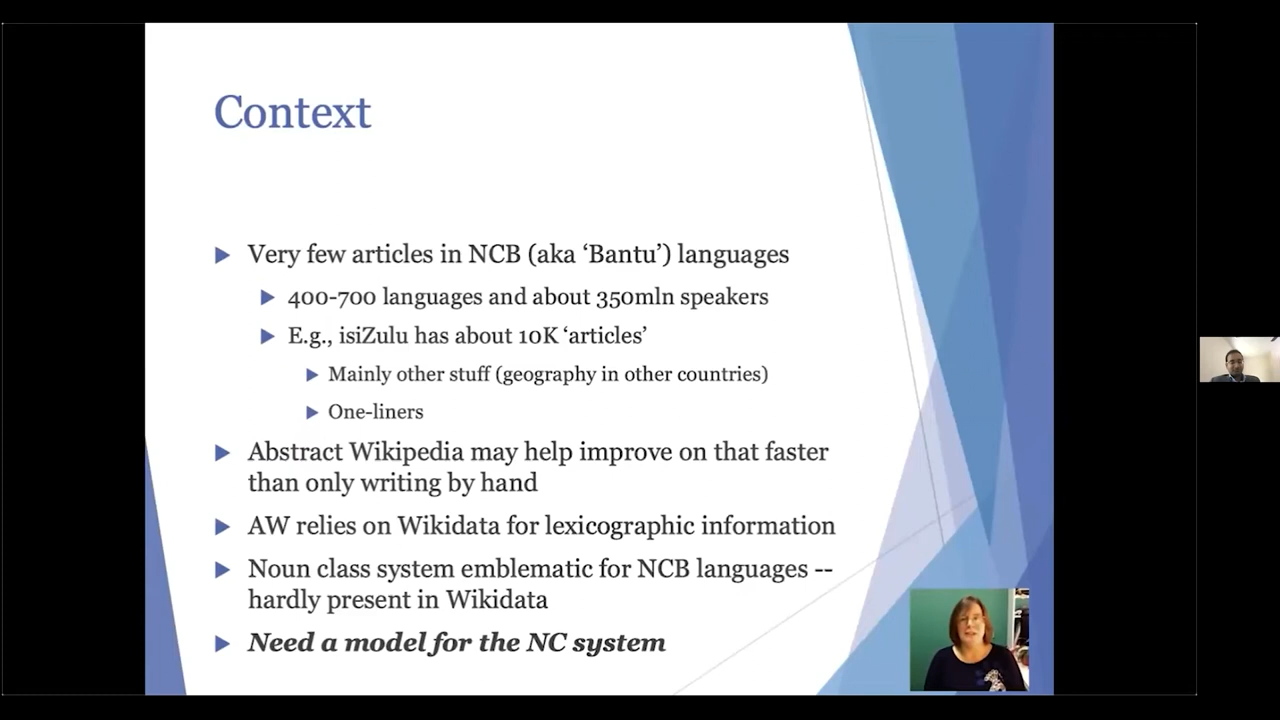 Context
Very few articles in NCB (aka ‘Bantu’) languages
400-700 languages and about 350mln speakers
E.g., isiZulu has about 10K ‘articles’
Mainly other stuff (geography in other countries)
One-liners
Abstract Wikipedia may help improve on that faster
than only writing by hand
AW relies on Wikidata for lexicographic information
Noun class system emblematic for NCB languages --
hardly present in Wikidata
Need a model for the NC system